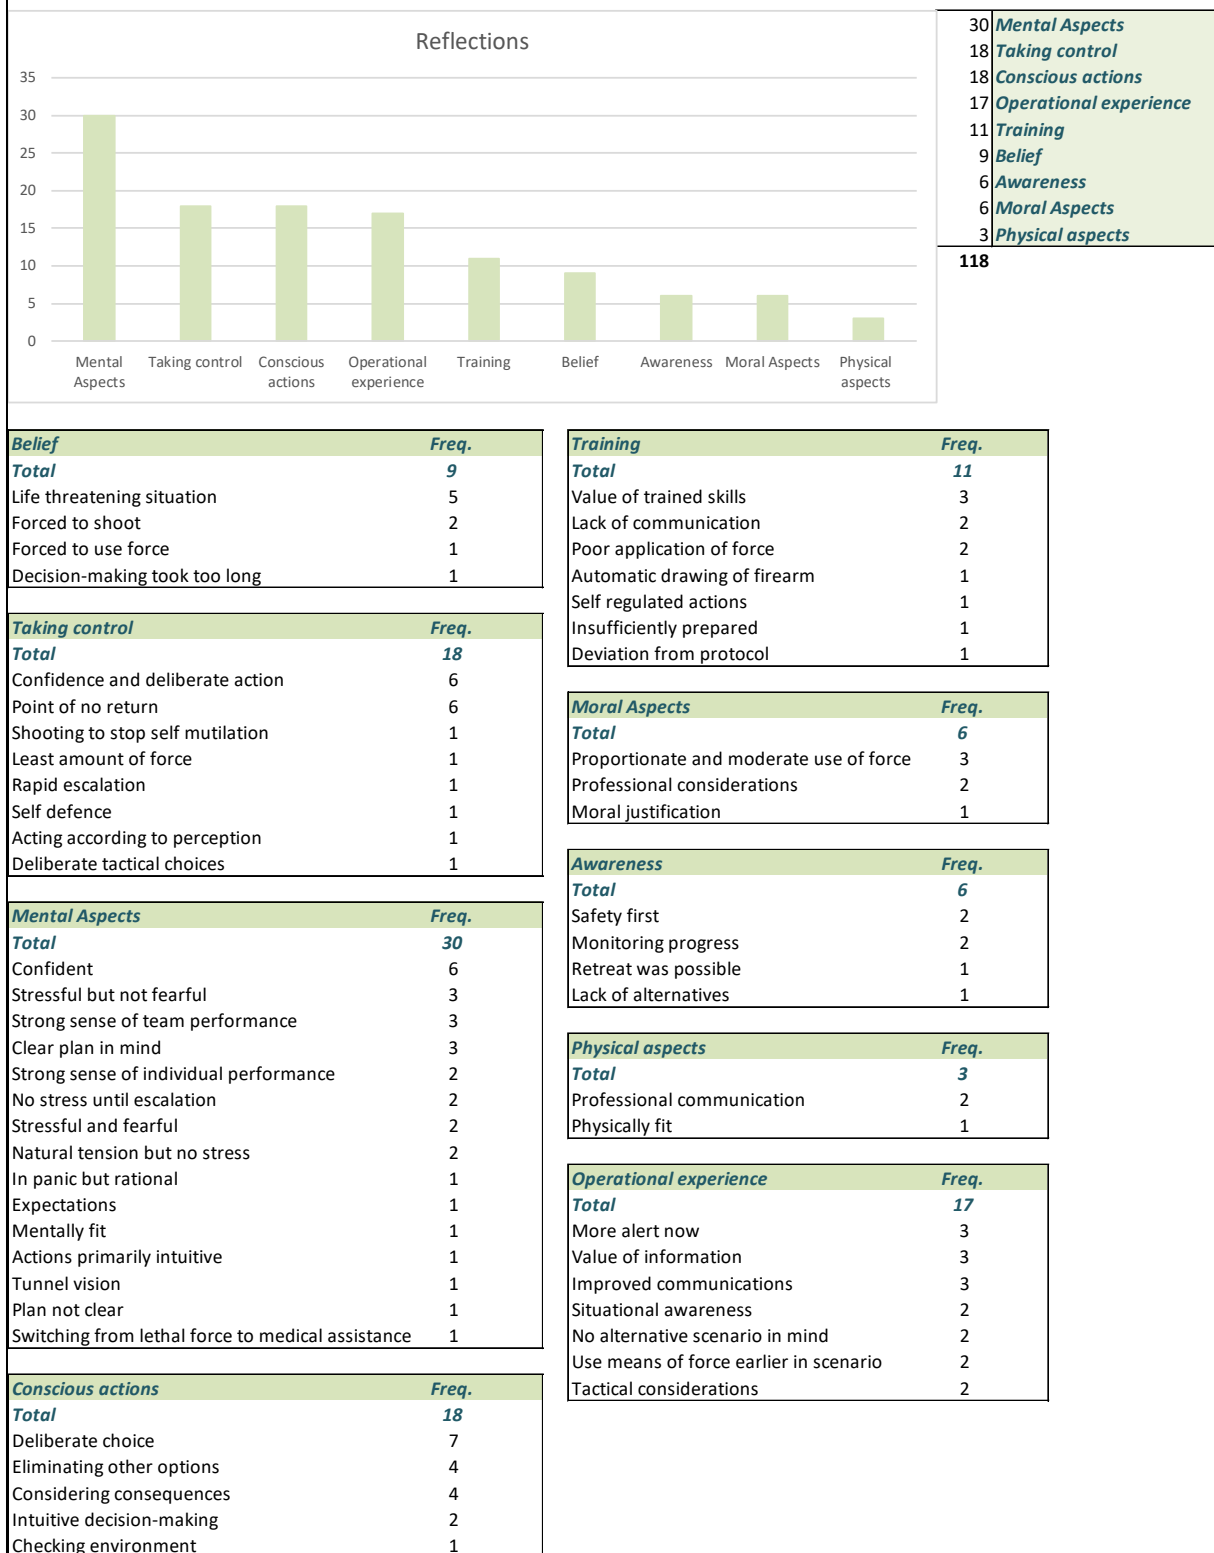 Reflections
35
30
25
20
15
10
5
0
Mental Aspects
Taking control
Conscious actions
Operational experience
Training
Belief
Awareness
Moral Aspects
Physical aspects
30 Mental Aspects
18 Taking control
18 Conscious actions
17 Operational experience
11 Training
9 Belief
6 Awareness
6 Moral Aspects
3 Physical aspects
118
Belief Freq.
Total 9
Life threatening situation 5
Forced to shoot 2
Forced to use force 1
Decision-making took too long 1
Taking control Freq.
Total 18
Confidence and deliberate action 6
Point of no return 6
Shooting to stop self mutilation 1
Least amount of force 1
Rapid escalation 1
Self defence 1
Acting according to perception 1
Deliberate tactical choices 1
Mental Aspects Freq.
Total 30
Confident 6
Stressful but not fearful 3
Strong sense of team performance 3
Clear plan in mind 3
Strong sense of individual performance 2
No stress until escalation 2
Stressful and fearful 2
Natural tension but no stress 2
In panic but rational 1
Expectations 1
Mentally fit 1
Actions primarily intuitive 1
Tunnel vision 1
Plan not clear 1
Switching from lethal force to medical assistance 1
Conscious actions Freq.
Total 18
Deliberate choice 7
Eliminating other options 4
Considering consequences 4
Intuitive decision-making 2
Checking environment 1
Training Freq.
Total 11
Value of trained skills 3
Lack of communication 2
Poor application of force 2
Automatic drawing of firearm 1
Self regulated actions 1
Insufficiently prepared 1
Deviation from protocol 1
Moral Aspects Freq.
Total 6
Proportionate and moderate use of force 3
Professional considerations 2
Moral justification 1
Awareness Freq.
Total 6
Safety first 2
Monitoring progress 2
Retreat was possible 1
Lack of alternatives 1
Physical aspects Freq.
Total 3
Professional communication 2
Physically fit 1
Operational experience Freq.
Total 17
More alert now 3
Value of information 3
Improved communications 3
Situational awareness 2
No alternative scenario in mind 2
Use means of force earlier in scenario 2
Tactical considerations 2